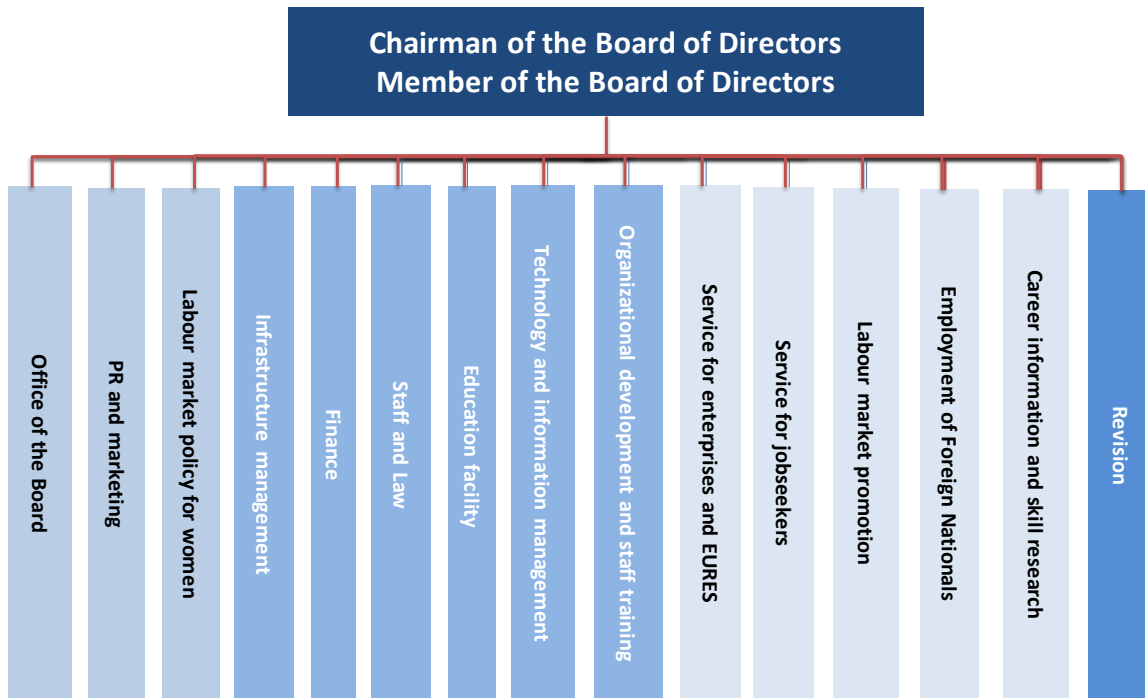 Chairman of the Board of Directors
Member of the Board of Directors
Office of the Board
PR and marketing
Labour market policy for women
Infrastructure management
Finance
Staff and Law
Education facility
Technology and information management
Organizational development and staff training
Service for enterprises and EURES
Service for jobseekers
Labour market promotion
Employment of Foreign Nationals
Career information and skill research
Revision